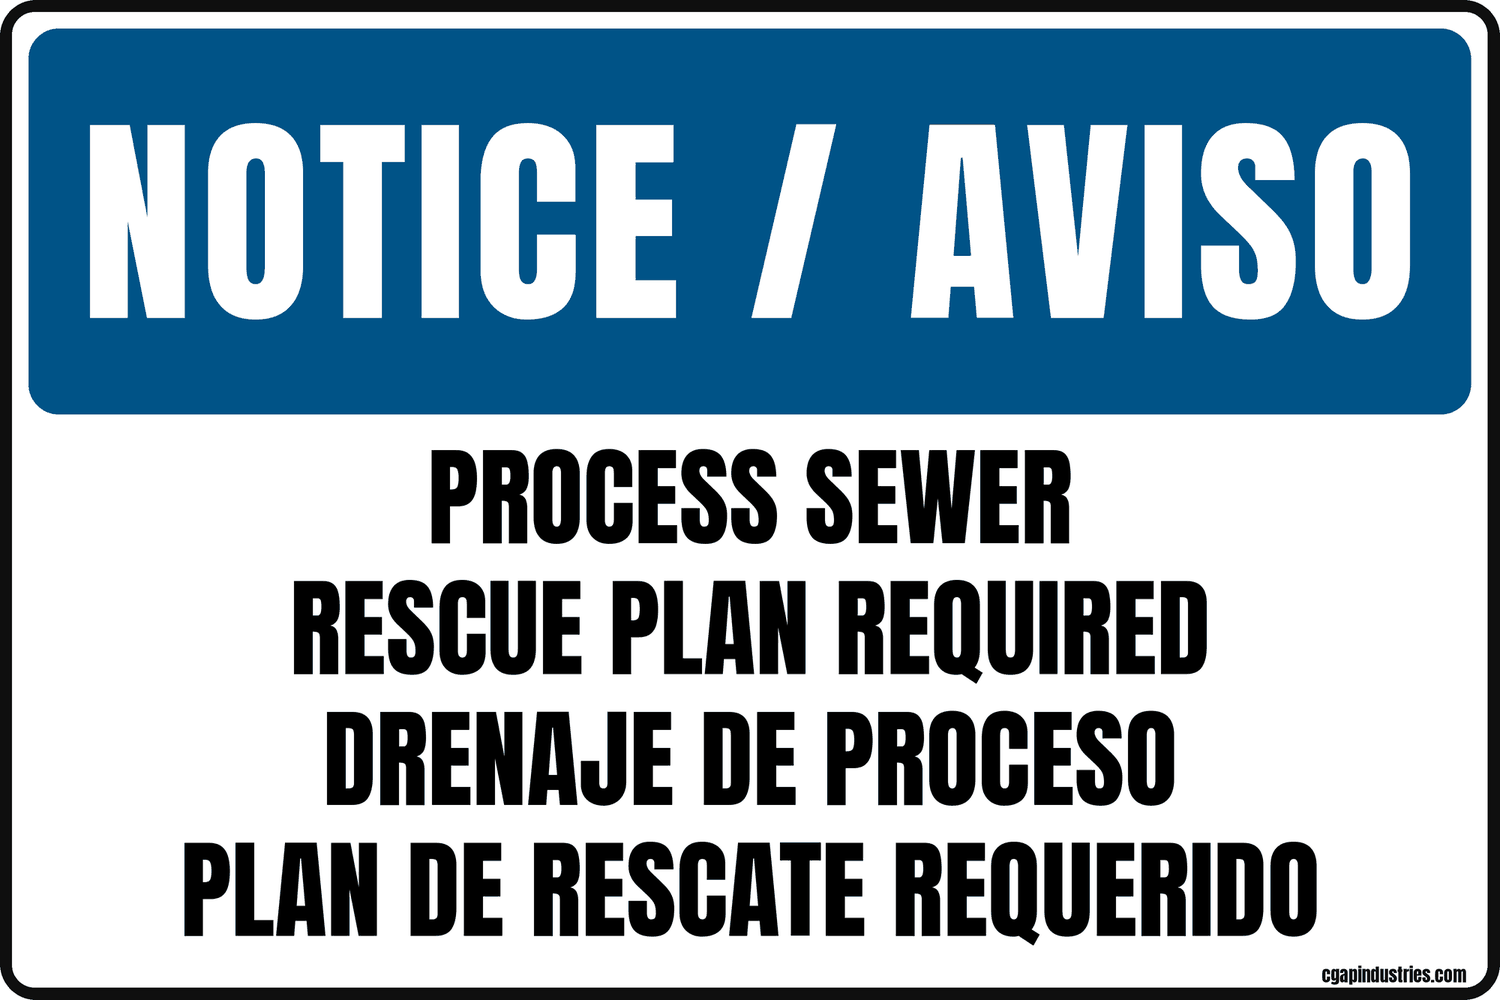 NOTICE / AVISO
PROCESS SEWER
RESCUE PLAN REQUIRED
DRENAJE DE PROCESO
PLAN DE RESCATE REQUERIDO
cgapindustries.com